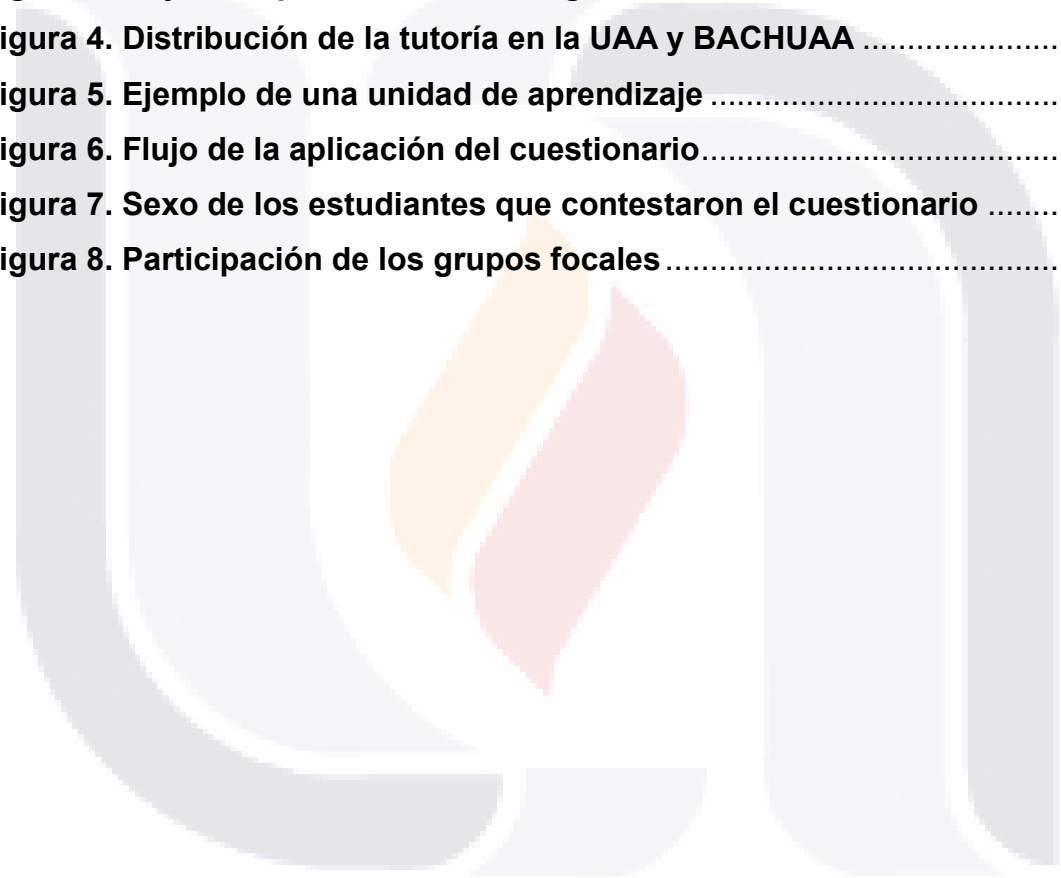 igura 4. Distribución de la tutoría en la UAA y BACHUAA ......................
igura 5. Ejemplo de una unidad de aprendizaje .......................................
igura 6. Flujo de la aplicación del cuestionario........................................
igura 7. Sexo de los estudiantes que contestaron el cuestionario ........
igura 8. Participación de los grupos focales............................................